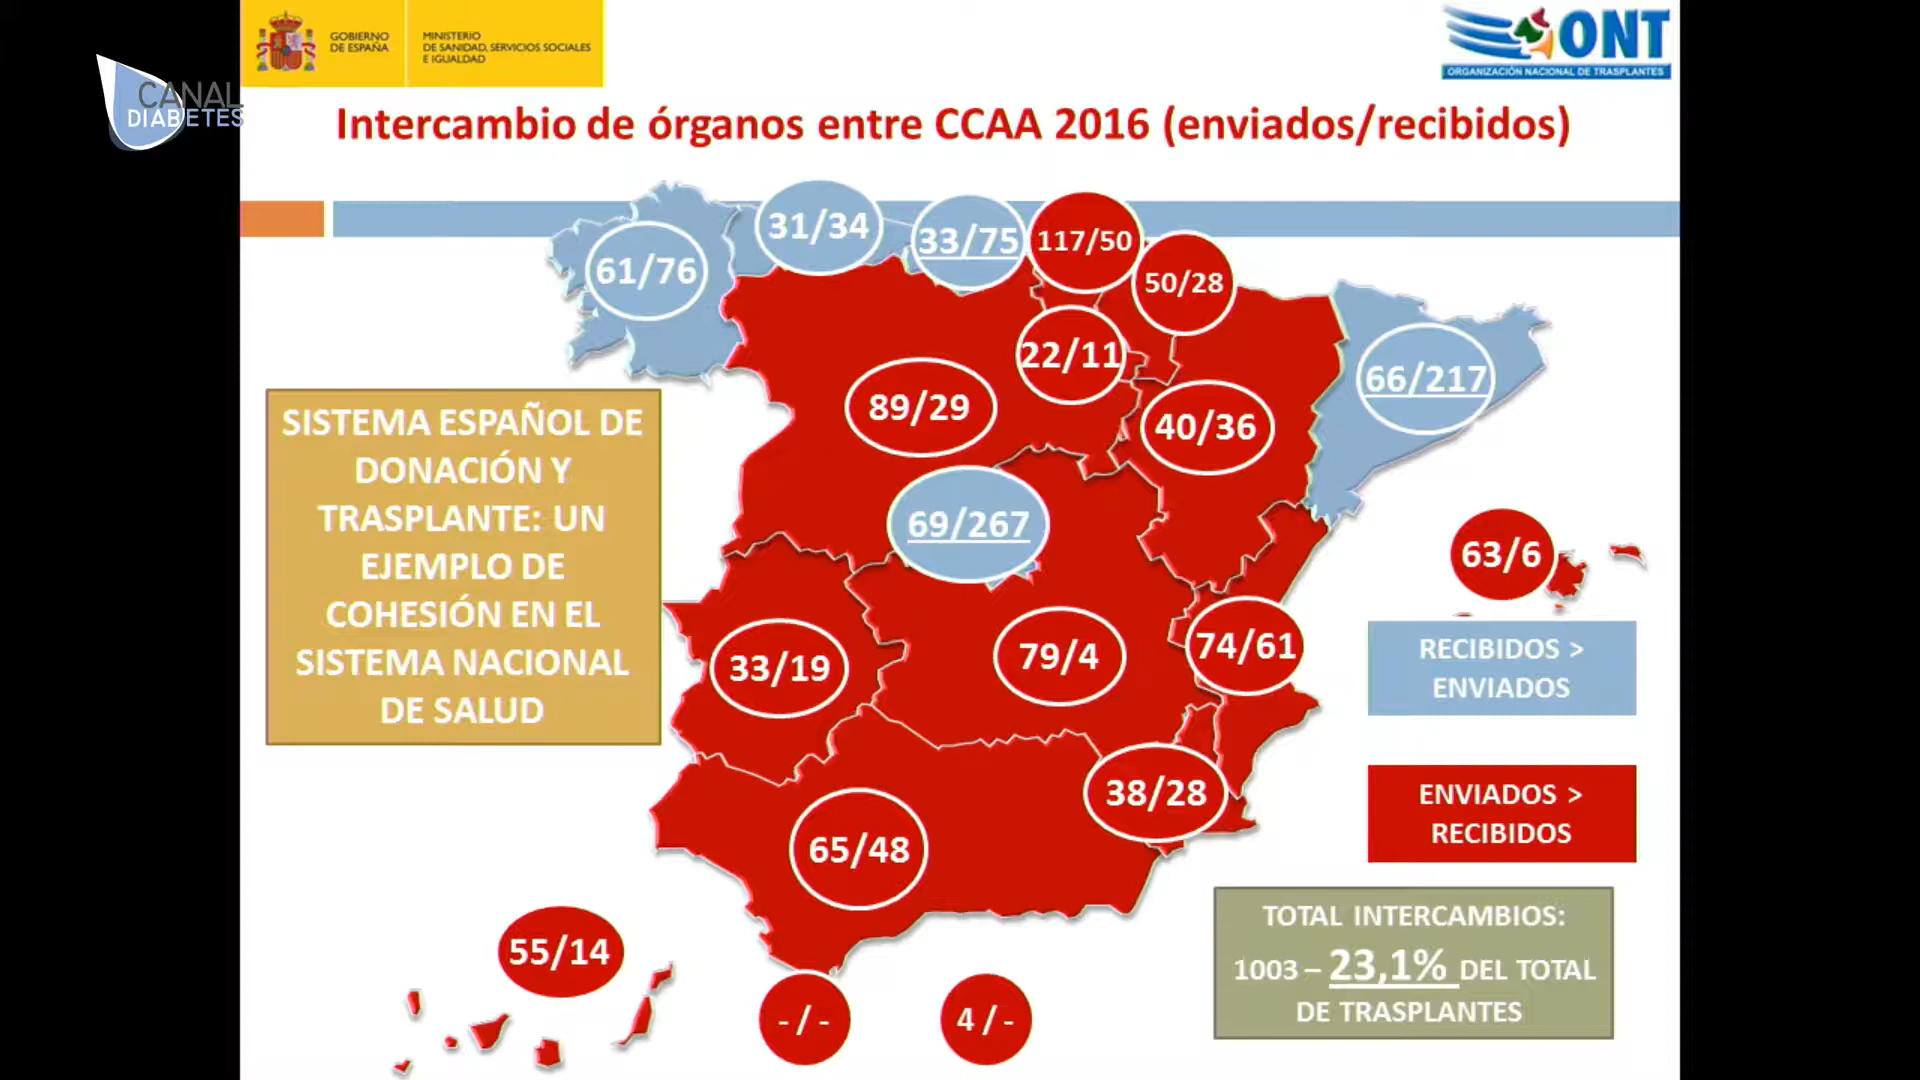 GOBIERNO
DE ESPAÑA
MINISTERIO
DE SANIDAD, SERVICIOS SOCIALES
E IGUALDAD
ONT
ORGANIZACIÓN NACIONAL DE TRASPLANTES
CANAL
DIABETES
Intercambio de órganos entre CCAA 2016 (enviados/recibidos)
31/34
33/75
117/50
61/76
50/28
22/11
66/217
89/29
40/36
SISTEMA ESPAÑOL DE
DONACIÓN Y
TRASPLANTE: UN
EJEMPLO DE
COHESIÓN EN EL
SISTEMA NACIONAL
DE SALUD
69/267
63/6
33/19
79/4
74/61
RECIBIDOS >
ENVIADOS
38/28
ENVIADOS >
RECIBIDOS
65/48
55/14
- / -
4 / -
TOTAL INTERCAMBIOS:
1003 – 23,1% DEL TOTAL
DE TRASPLANTES